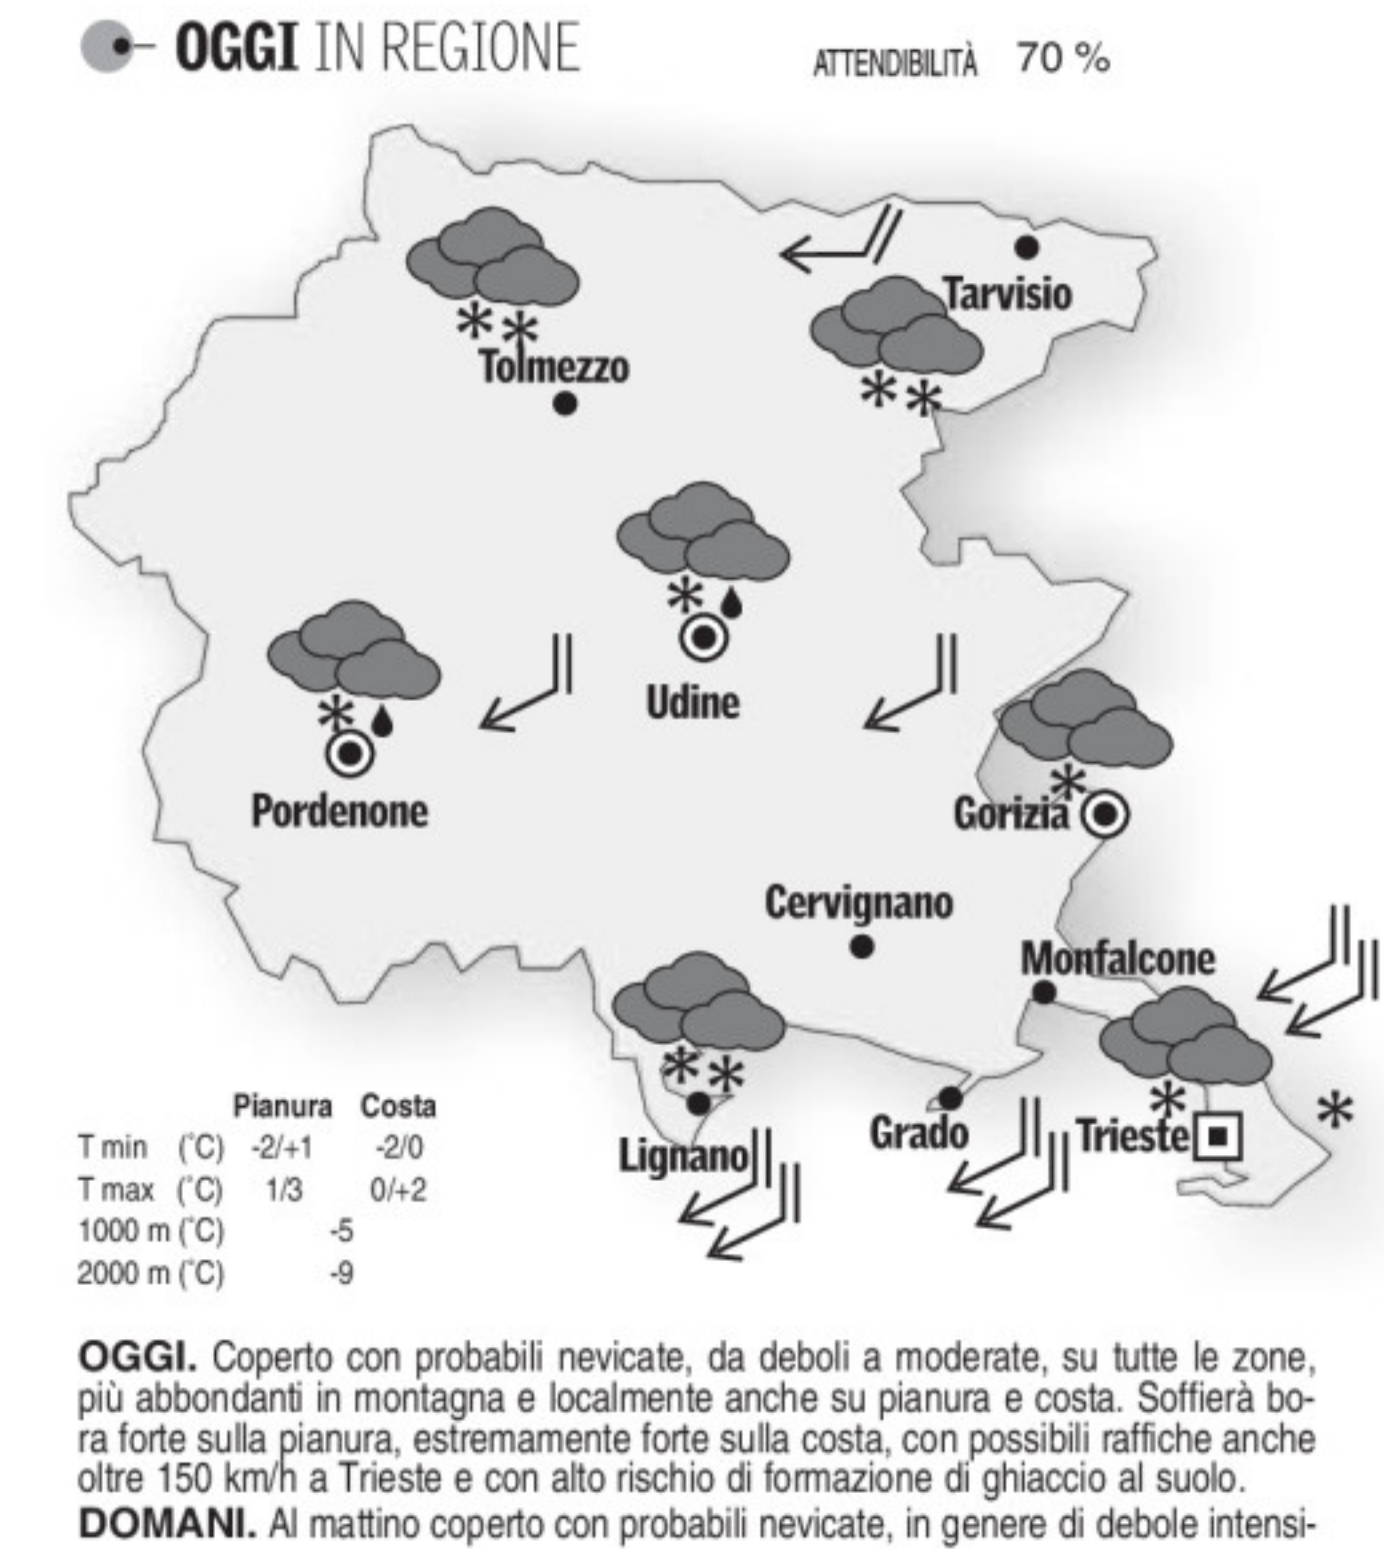 OGGI IN REGIONE
ATTENDIBILITÀ 70 %
Tarvisio
Tolmezzo
Udine
Pordenone
Gorizia
Cervignano
Monfalcone
Grado
Trieste
Lignano
Pianura Costa
T min (°C) -2/+1 -2/0
T max (°C) 1/3 0/+2
1000 m (°C) -5
2000 m (°C) -9
OGGI. Coperto con probabili nevicate, da deboli a moderate, su tutte le zone,
più abbondanti in montagna e localmente anche su pianura e costa. Soffierà bo-
ra forte sulla pianura, estremamente forte sulla costa, con possibili raffiche anche
oltre 150 km/h a Trieste e con alto rischio di formazione di ghiaccio al suolo.
DOMANI. Al mattino coperto con probabili nevicate, in genere di debole intensi-